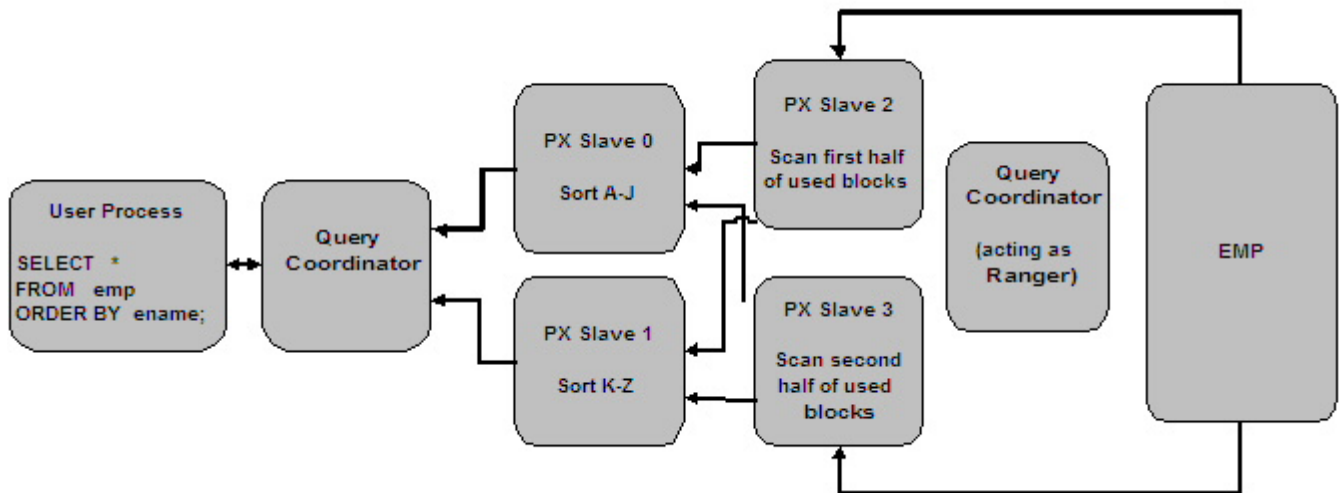 User Process
SELECT *
FROM emp
ORDER BY ename;
Query
Coordinator
PX Slave 0
Sort A-J
PX Slave 1
Sort K-Z
PX Slave 2
Scan first half
of used blocks
PX Slave 3
Scan second
half of used
blocks
Query
Coordinator
(acting as
Ranger)
EMP